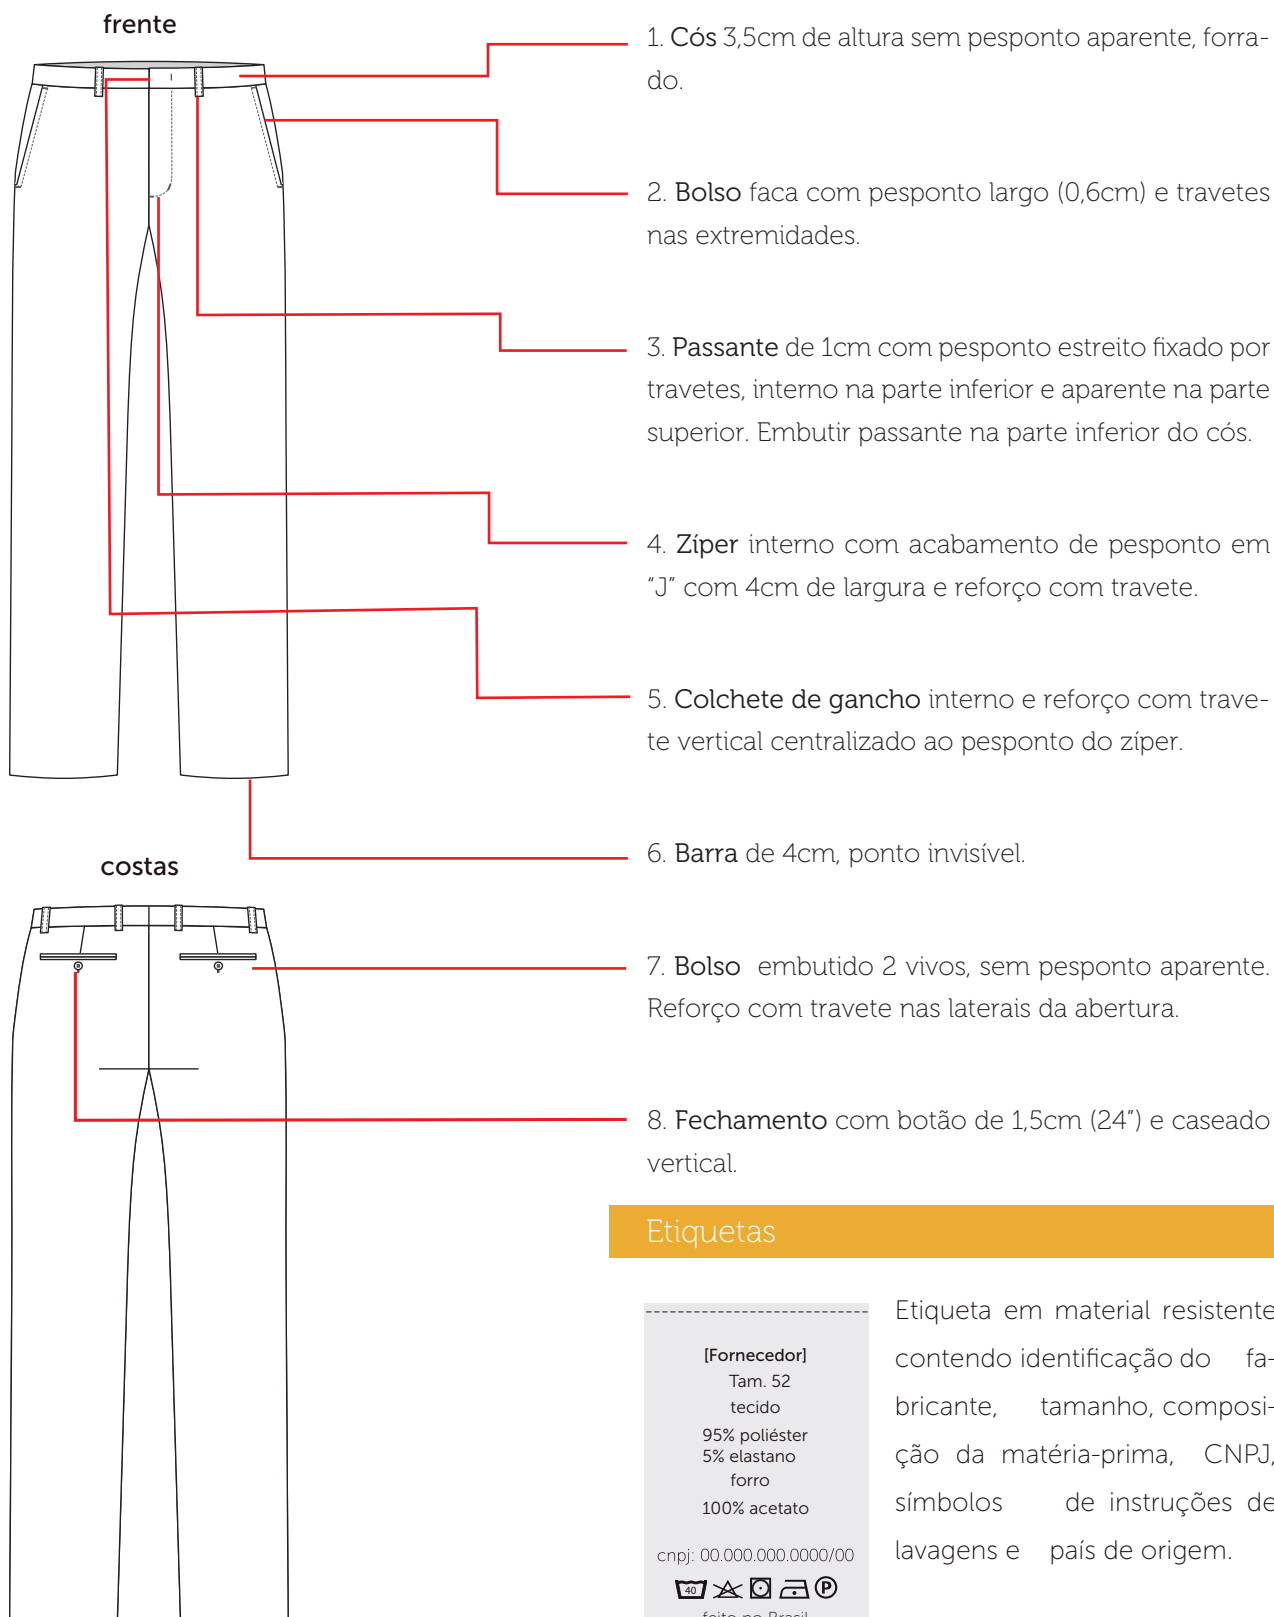 frente
1. Cós 3,5cm de altura sem pesponto aparente, forra-
do.
2. Bolso faca com pesponto largo (0,6cm) e travetes
nas extremidades.
3. Passante de 1cm com pesponto estreito fixado por
travetes, interno na parte inferior e aparente na parte
superior. Embutir passante na parte inferior do cós.
4. Zíper interno com acabamento de pesponto em
“J” com 4cm de largura e reforço com travete.
5. Colchete de gancho interno e reforço com trave-
te vertical centralizado ao pesponto do zíper.
6. Barra de 4cm, ponto invisível.
costas
7. Bolso embutido 2 vivos, sem pesponto aparente.
Reforço com travete nas laterais da abertura.
8. Fechamento com botão de 1,5cm (24”) e caseado
vertical.
Etiquetas
[Fornecedor]
Tam. 52
tecido
95% poliéster
5% elastano
forro
100% acetato
cnpj: 00.000.000.0000/00
40 P
feito no Brasil
Etiqueta em material resistente
contendo identificação do fa-
bricante, tamanho, composi-
ção da matéria-prima, CNPJ,
símbolos de instruções de
lavagens e país de origem.